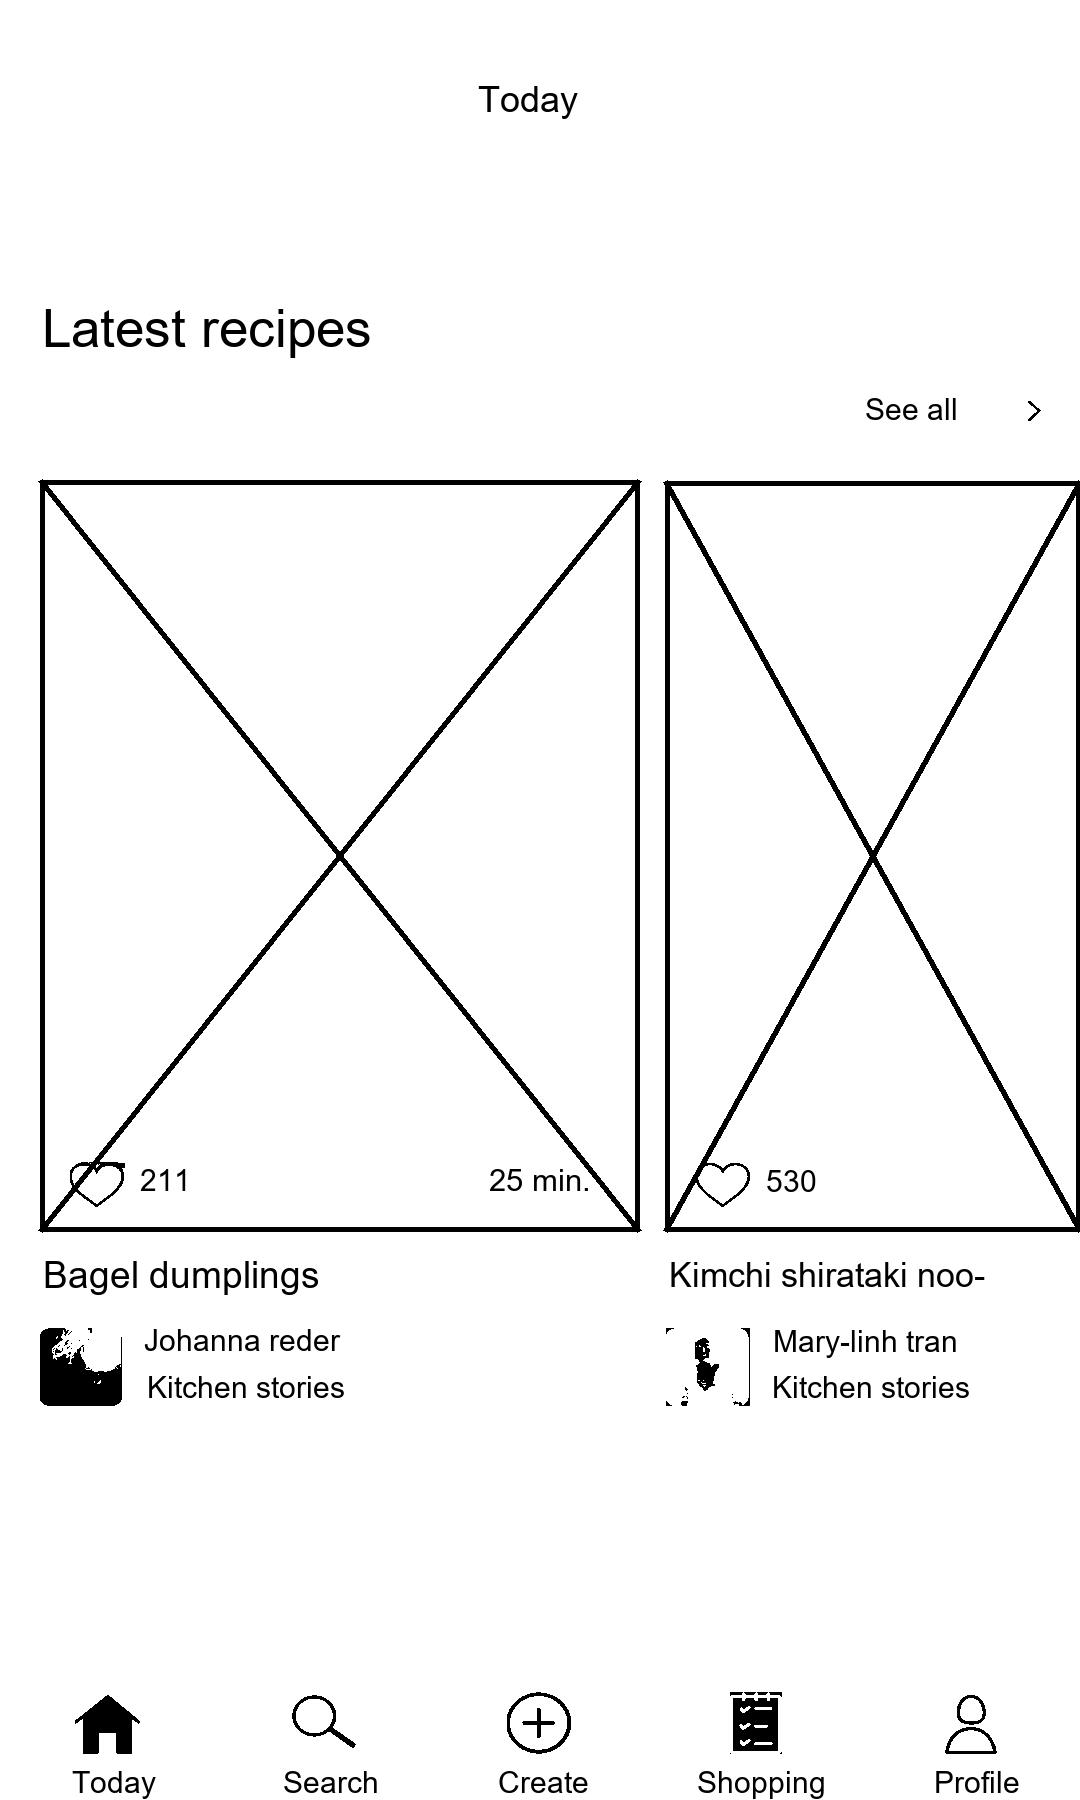 Today
Latest recipes
See all
211
25 min.
530
Bagel dumplings
Kimchi shirataki noo-
Johanna reder
Kitchen stories
Mary-linh tran
Kitchen stories
Today
Search
Create
Shopping
Profile